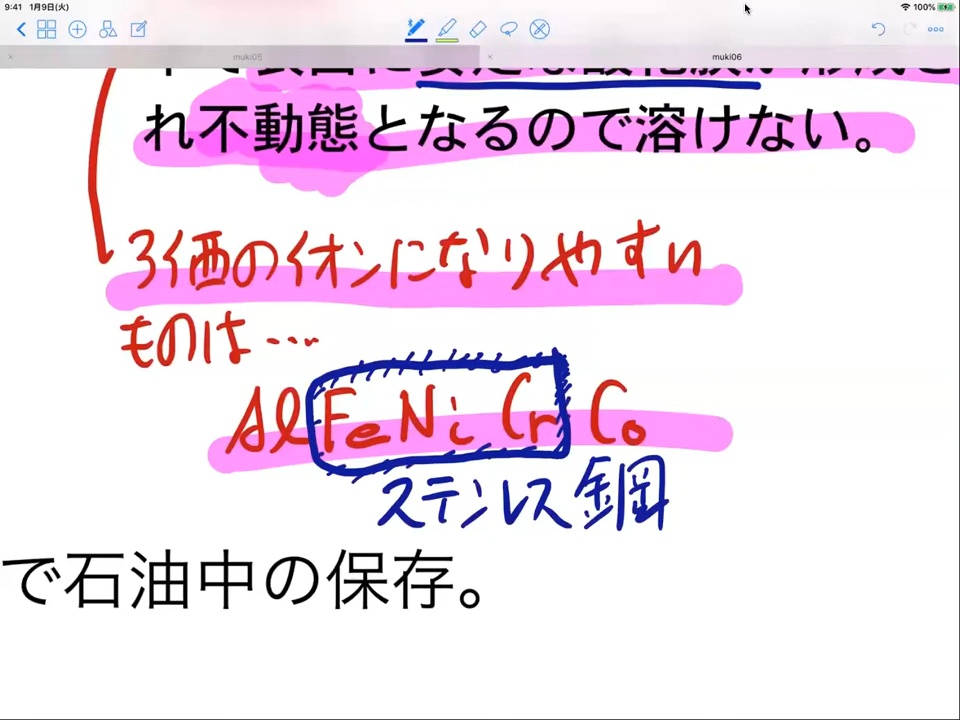 9:41 1月9日(火)
100%
muki05
muki06
れ不動態となるので溶けない。
3価のイオンになりやすい
ものは…
Al Fe Ni Cr Co
ステンレス鋼
で石油中の保存。